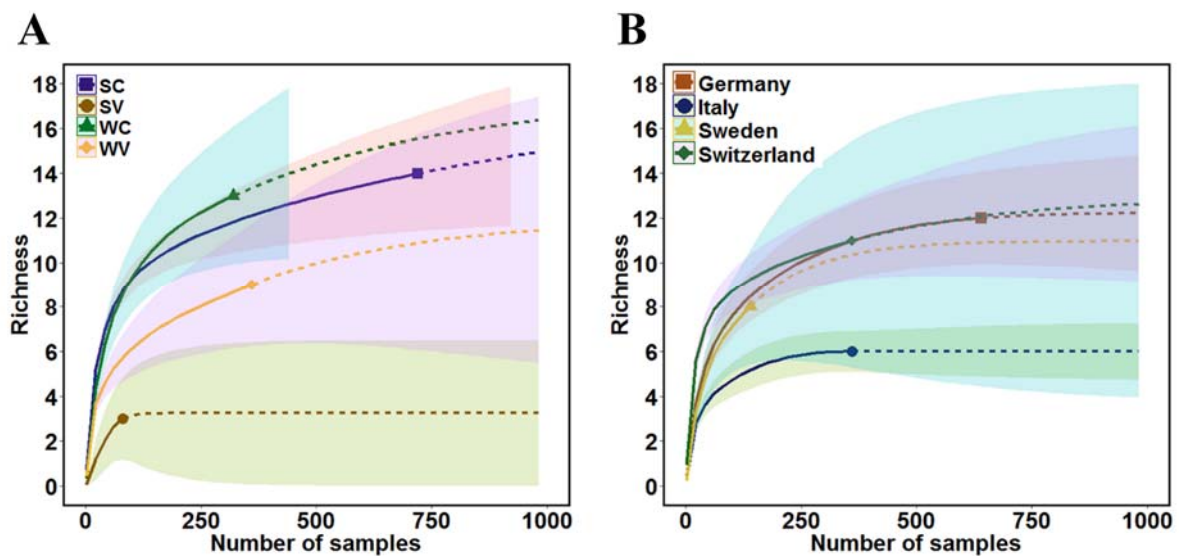 A
B
SC
SV
WC
WV
Germany
Italy
Sweden
Switzerland
18
16
14
12
10
8
6
4
2
0
Richness
0
250
500
750
1000
Number of samples
18
16
14
12
10
8
6
4
2
0
Richness
0
250
500
750
1000
Number of samples